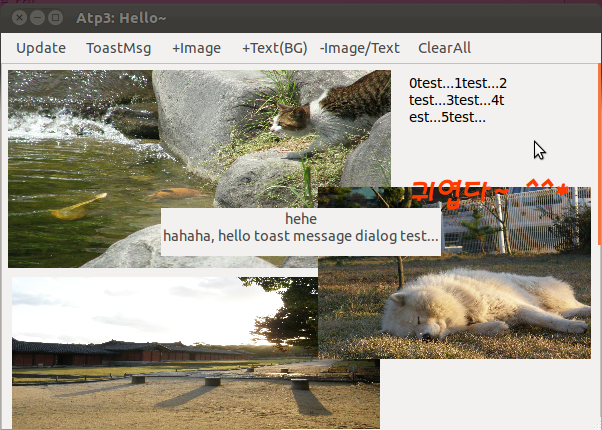 Atp3: Hello~
Update ToastMsg +Image +Text(BG) -Image/Text ClearAll
0test...1test...2
test...3test...4t
est...5test...
귀엽다~ ^^*
hehe
hahaha, hello toast message dialog test...